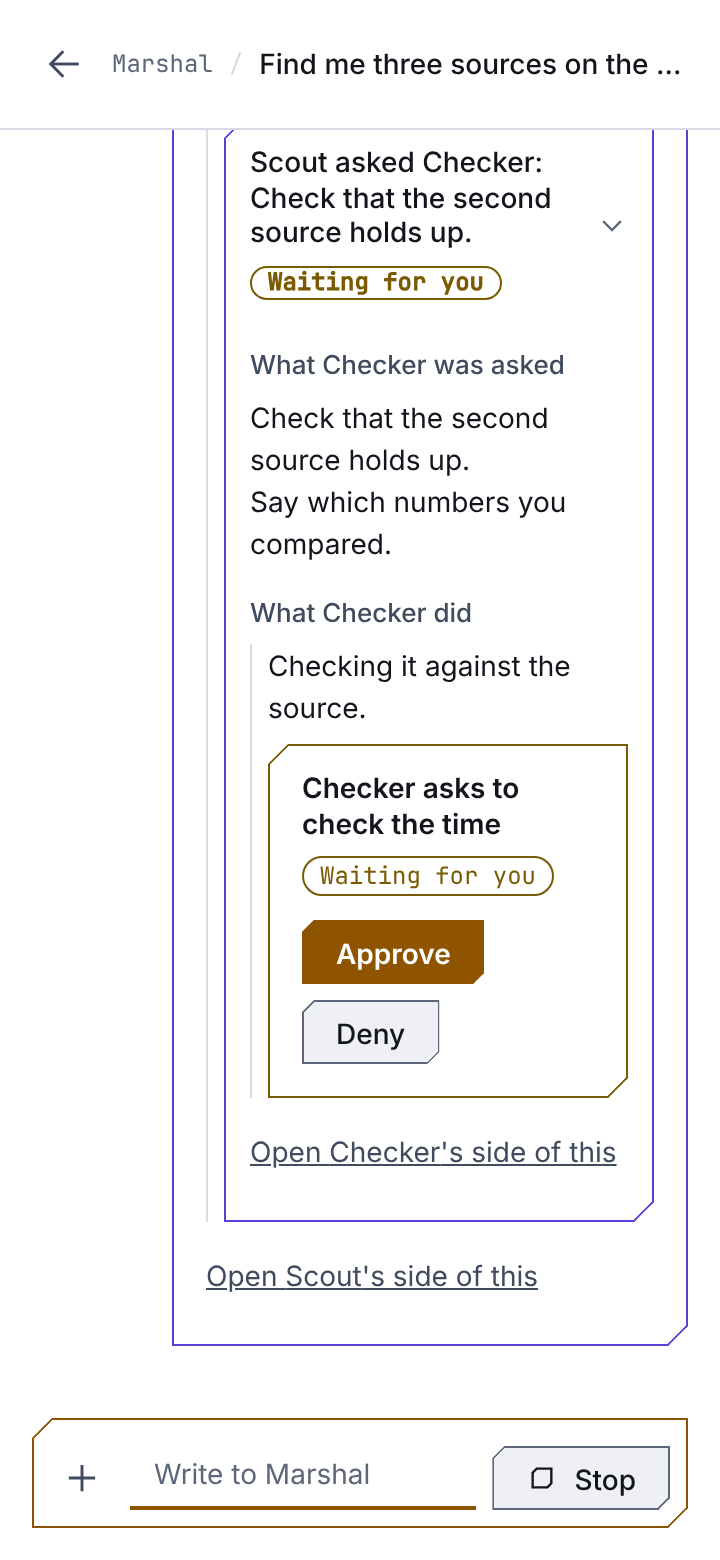 Marshal / Find me three sources on the ...
Scout asked Checker:
Check that the second
source holds up.
Waiting for you
What Checker was asked
Check that the second
source holds up.
Say which numbers you
compared.
What Checker did
Checking it against the
source.
Checker asks to
check the time
Waiting for you
Approve
Deny
Open Checker's side of this
Open Scout's side of this
Write to Marshal
Stop